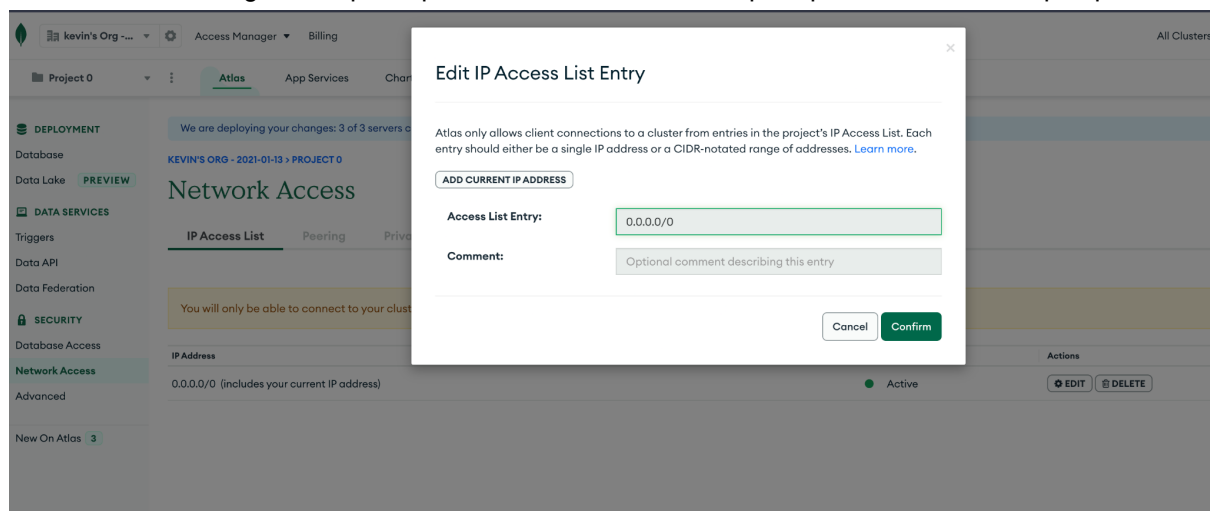 kevin's Org -...
Access Manager
Billing
All Clusters
Project 0
Atlas
App Services
Char
DEPLOYMENT
Database
Data Lake PREVIEW
DATA SERVICES
Triggers
Data API
Data Federation
SECURITY
Database Access
Network Access
Advanced
New On Atlas 3
We are deploying your changes: 3 of 3 servers c
KEVIN'S ORG - 2021-01-13 > PROJECT 0
Network Access
IP Access List
Peering
Priva
You will only be able to connect to your clust
IP Address
Actions
0.0.0.0/0 (includes your current IP address)
Active
EDIT
DELETE
Edit IP Access List Entry
Atlas only allows client connections to a cluster from entries in the project's IP Access List. Each
entry should either be a single IP address or a CIDR-notated range of addresses. Learn more.
ADD CURRENT IP ADDRESS
Access List Entry:
0.0.0.0/0
Comment:
Optional comment describing this entry
Cancel
Confirm